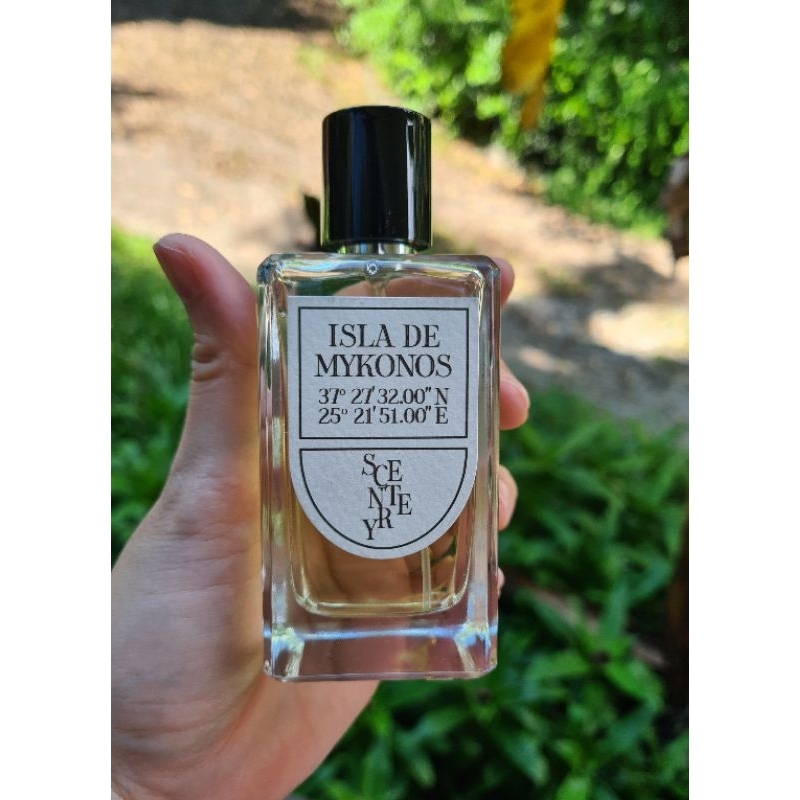 ISLA DE
MYKONOS
37° 27' 32.00" N
25° 21' 51.00" E
SCENTERY